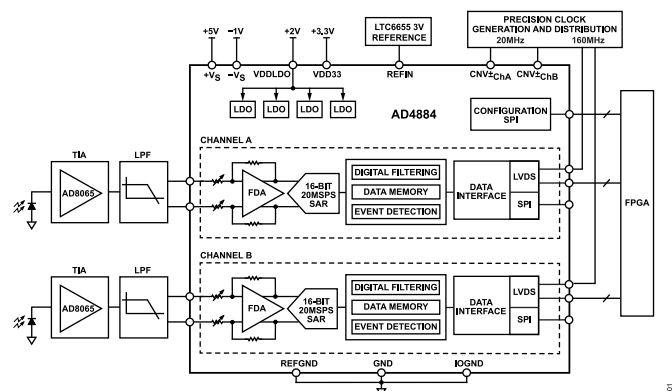 +5V
–1V
+2V
+3.3V
LTC6655 3V
REFERENCE
PRECISION CLOCK
GENERATION AND DISTRIBUTION
20MHz
160MHz
+VS
–VS
VDDLDO
VDD33
REFIN
CNV±ChA
CNV±ChB
LDO
LDO
LDO
LDO
AD4884
CONFIGURATION
SPI
FPGA
CHANNEL A
TIA
LPF
AD8065
FDA
16-BIT
20MSPS
SAR
DIGITAL FILTERING
DATA MEMORY
EVENT DETECTION
DATA
INTERFACE
LVDS
SPI
CHANNEL B
TIA
LPF
AD8065
FDA
16-BIT
20MSPS
SAR
DIGITAL FILTERING
DATA MEMORY
EVENT DETECTION
DATA
INTERFACE
LVDS
SPI
REFGND
GND
IOGND